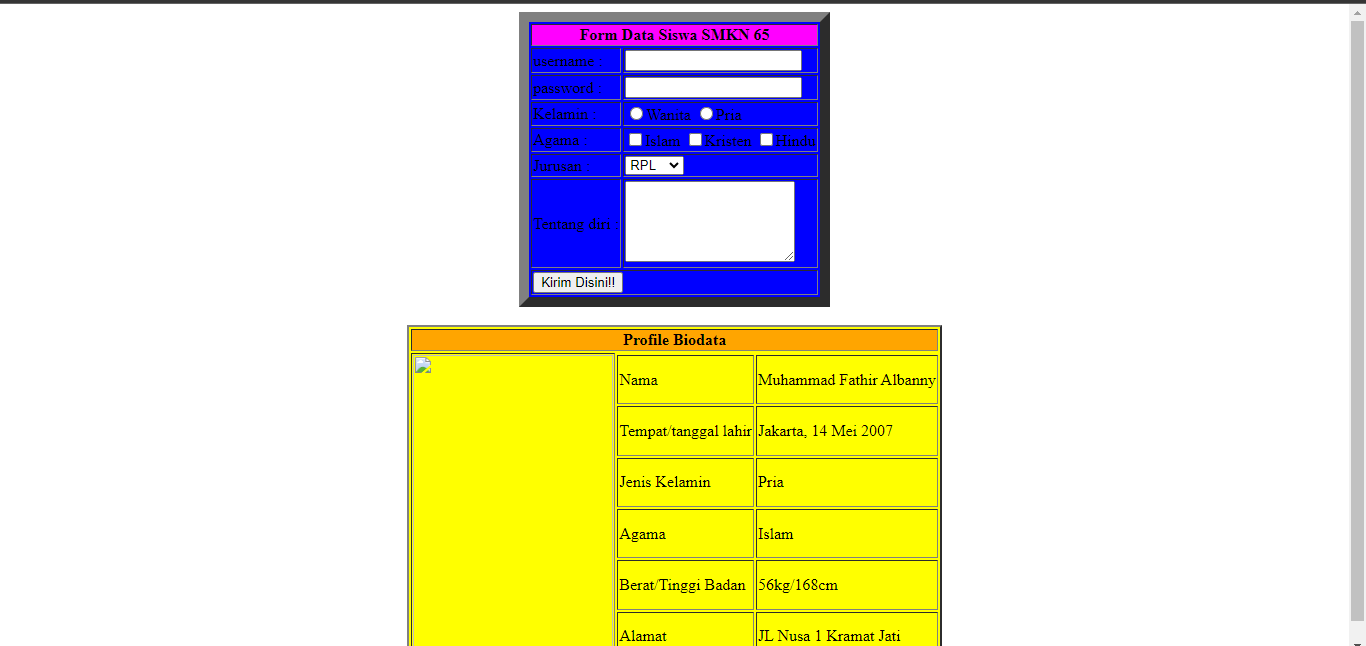 Form Data Siswa SMKN 65
username :
password :
Kelamin : Wanita Pria
Agama : Islam Kristen Hindu
Jurusan : RPL
Tentang diri :
Kirim Disini!!
Profile Biodata
Nama Muhammad Fathir Albanny
Tempat/tanggal lahir Jakarta, 14 Mei 2007
Jenis Kelamin Pria
Agama Islam
Berat/Tinggi Badan 56kg/168cm
Alamat JL Nusa 1 Kramat Jati